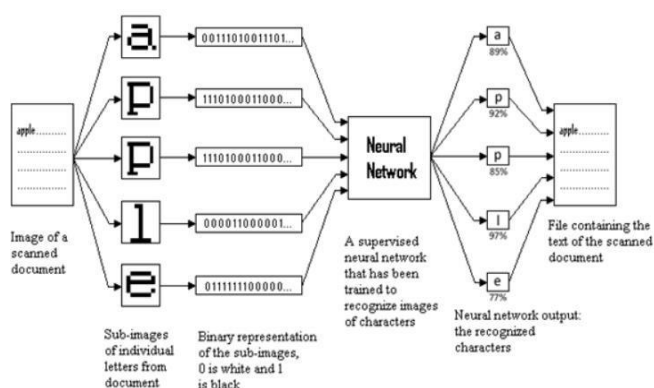 a
00111010011101...
a
89%
p
1110100011000...
p
92%
apple
Neural
Network
apple
p
1110100011000...
p
85%
l
000011000001...
l
97%
e
0111111100000...
e
77%
Image of a
scanned
document
A supervised
neural network
that has been
trained to
recognize images
of characters
File containing the
text of the scanned
document
Sub-images
of individual
letters from
document
Binary representation
of the sub-images,
0 is white and 1
is black
Neural network output:
the recognized
characters